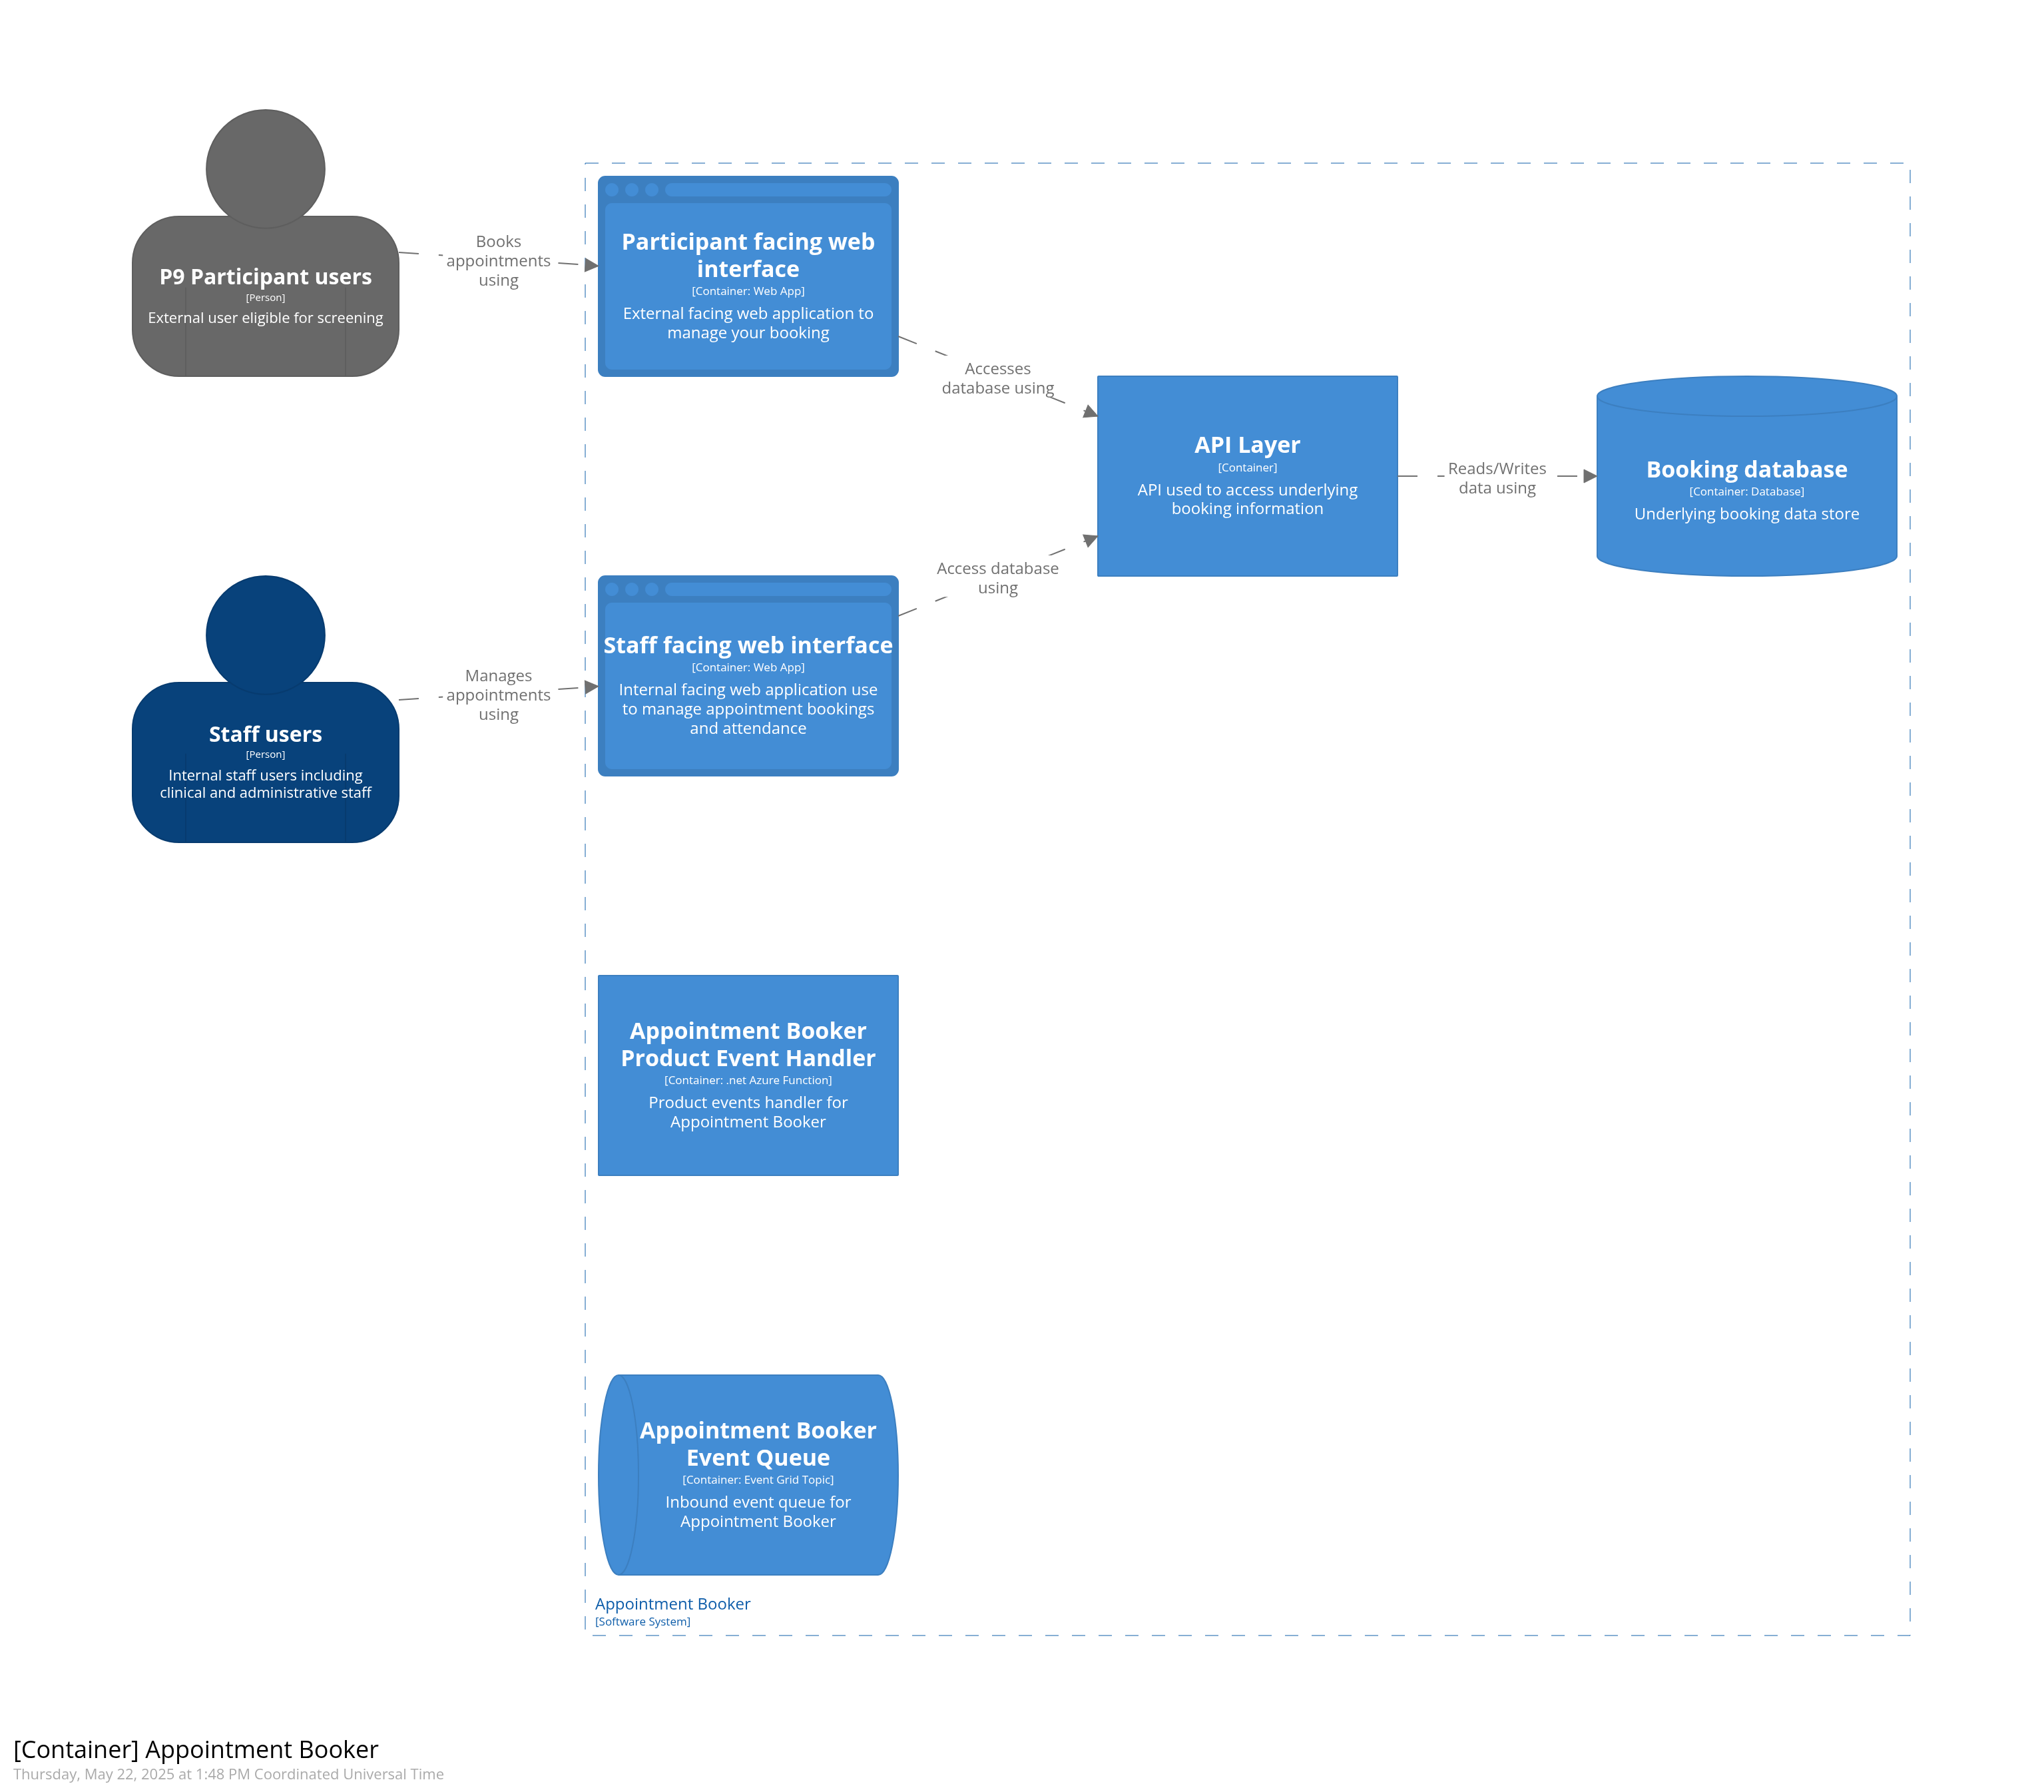 P9 Participant users
[Person]
External user eligible for screening
Books
appointments
using
Participant facing web
interface
[Container: Web App]
External facing web application to
manage your booking
Accesses
database using
API Layer
[Container]
API used to access underlying
booking information
Reads/Writes
data using
Booking database
[Container: Database]
Underlying booking data store
Staff users
[Person]
Internal staff users including
clinical and administrative staff
Manages
appointments
using
Staff facing web interface
[Container: Web App]
Internal facing web application use
to manage appointment bookings
and attendance
Access database
using
Appointment Booker
Product Event Handler
[Container: .net Azure Function]
Product events handler for
Appointment Booker
Appointment Booker
Event Queue
[Container: Event Grid Topic]
Inbound event queue for
Appointment Booker
Appointment Booker
[Software System]
[Container] Appointment Booker
Thursday, May 22, 2025 at 1:48 PM Coordinated Universal Time